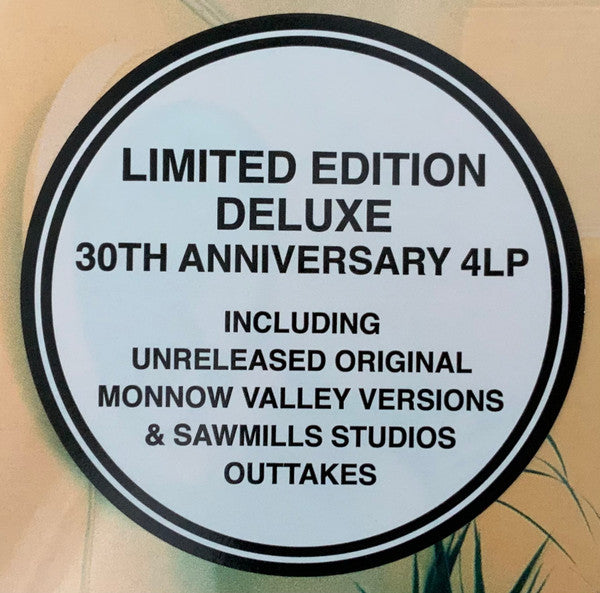 LIMITED EDITION
DELUXE
30TH ANNIVERSARY 4LP
INCLUDING
UNRELEASED ORIGINAL
MONNOW VALLEY VERSIONS
& SAWMILLS STUDIOS
OUTTAKES